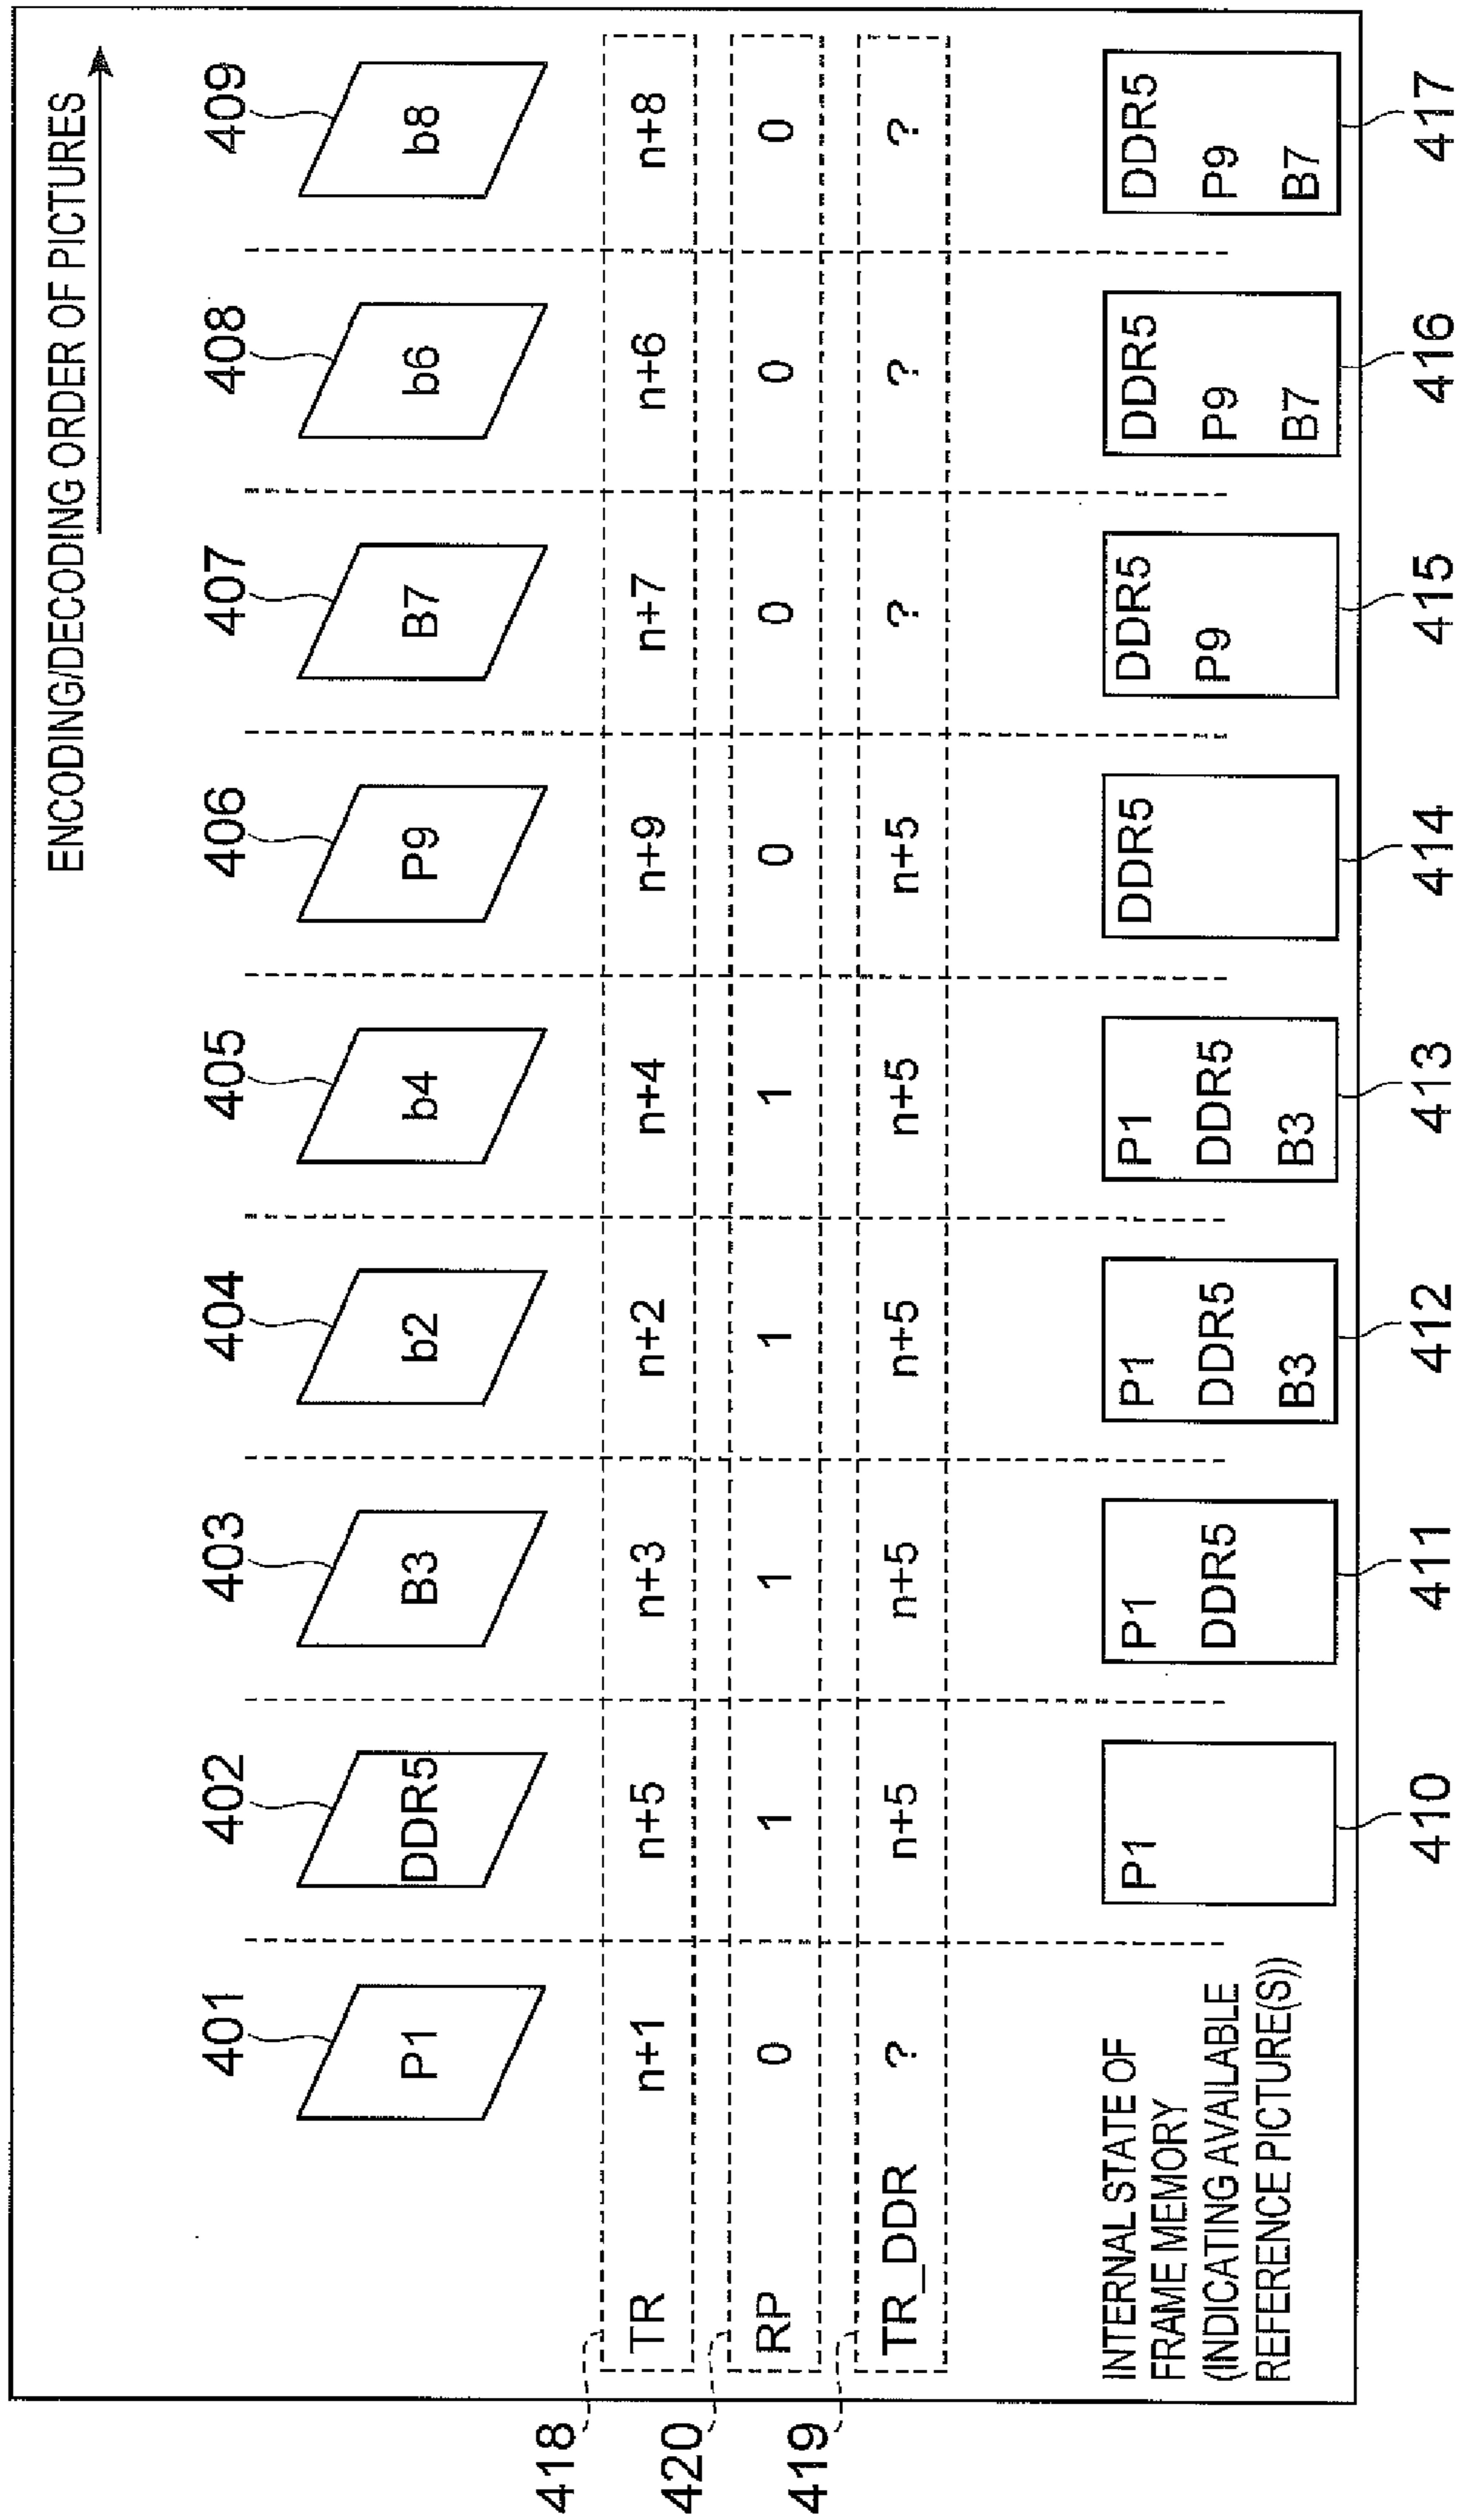 ENCODING/DECODING ORDER OF PICTURES
401 402 403 404 405 406 407 408 409
P1 DDR5 B3 b2 b4 P9 B7 b6 b8
418 TR n+1 n+5 n+3 n+2 n+4 n+9 n+7 n+6 n+8
420 RP 0 1 1 1 1 0 0 0 0
419 TR_DDR ? n+5 n+5 n+5 n+5 n+5 ? ? ?
INTERNAL STATE OF
FRAME MEMORY
(INDICATING AVAILABLE
REFERENCE PICTURE(S))
P1
P1
DDR5
P1
DDR5
B3
P1
DDR5
B3
DDR5
DDR5
P9
DDR5
P9
B7
DDR5
P9
B7
410 411 412 413 414 415 416 417